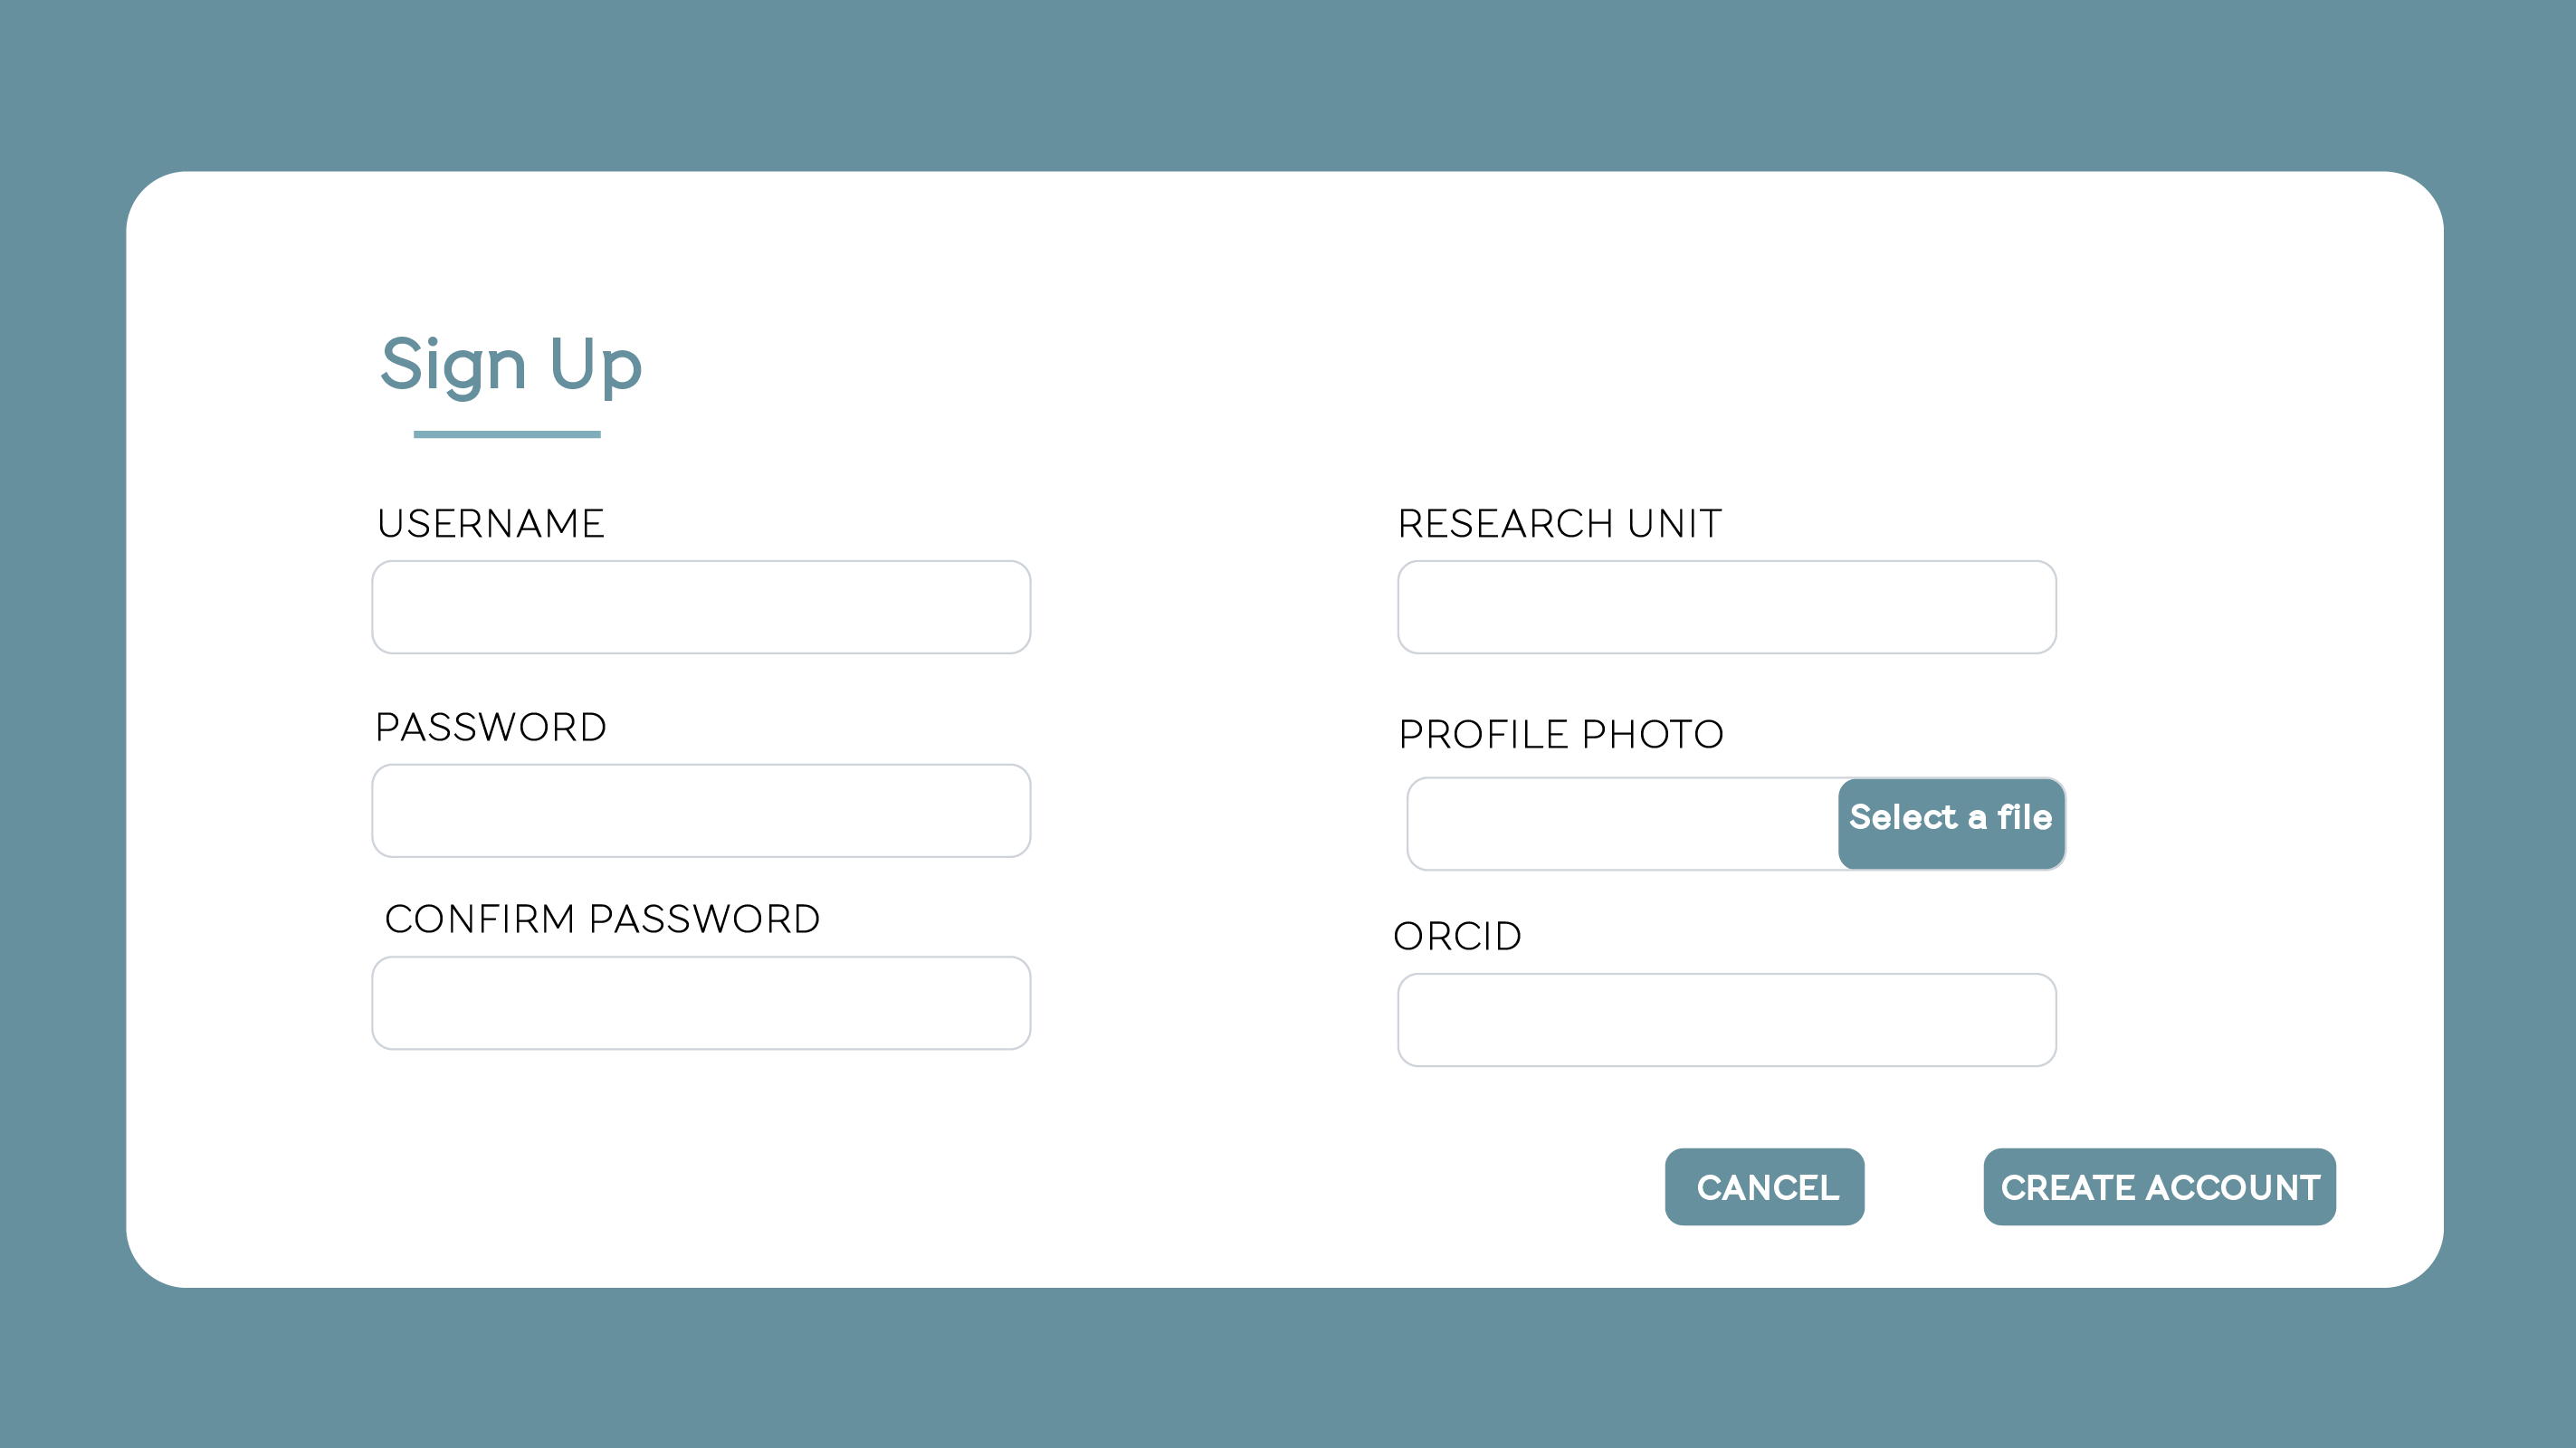 Sign Up
USERNAME
PASSWORD
CONFIRM PASSWORD
RESEARCH UNIT
PROFILE PHOTO
Select a file
ORCID
CANCEL
CREATE ACCOUNT